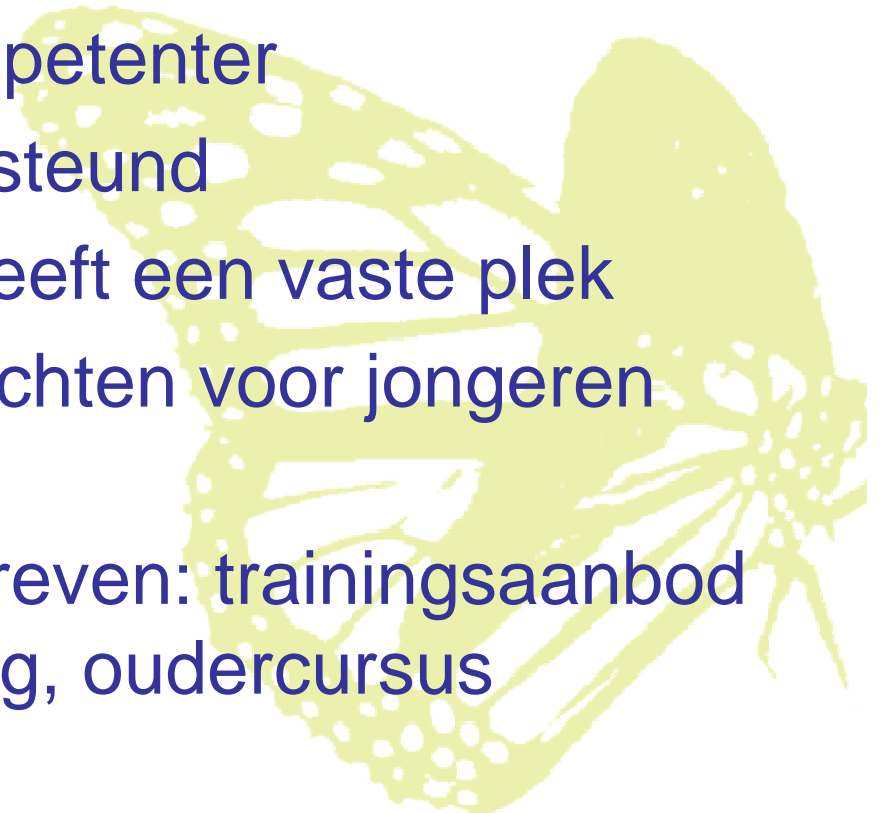 petenter
steund
eeft een vaste plek
chten voor jongeren
reven: trainingsaanbod
g, oudercursus